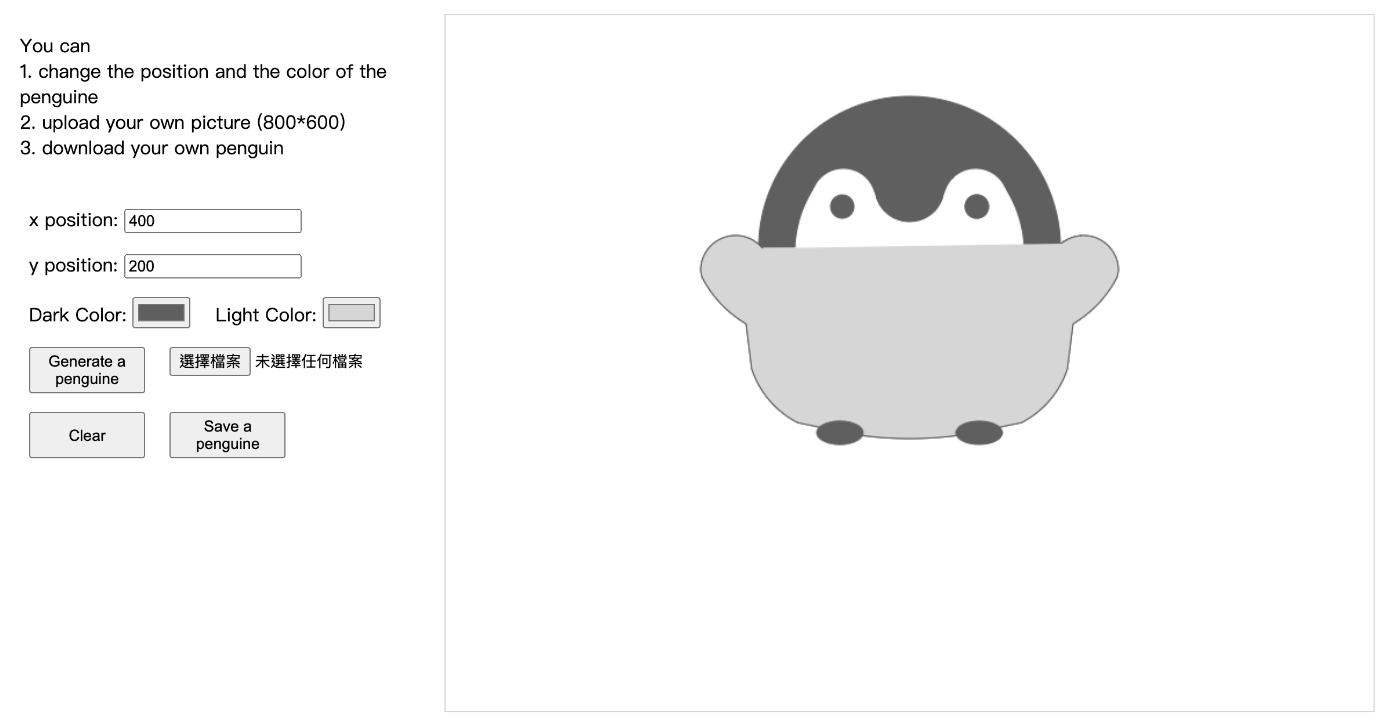 You can
1. change the position and the color of the
penguine
2. upload your own picture (800*600)
3. download your own penguin
x position: 400
y position: 200
Dark Color: Light Color:
Generate a
penguine
選擇檔案 未選擇任何檔案
Clear
Save a
penguine